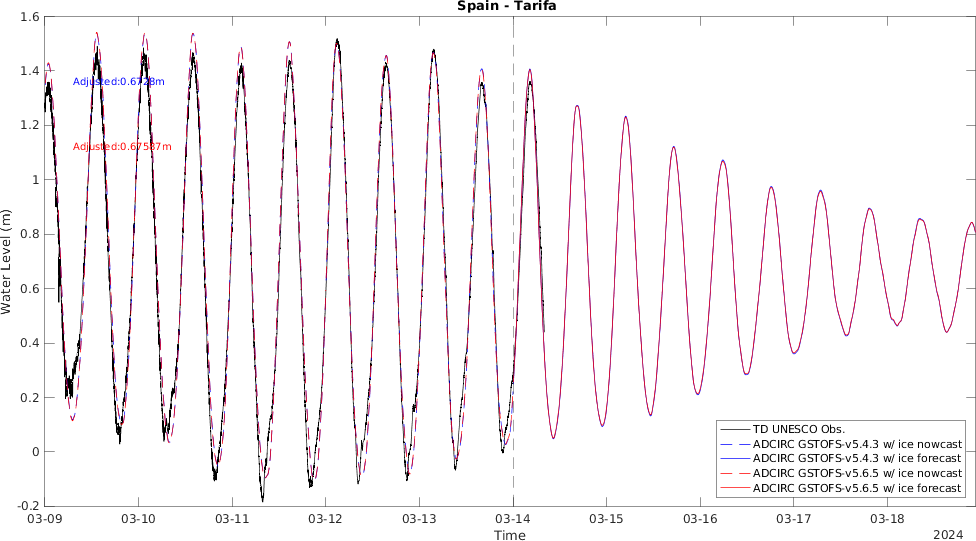 Spain - Tarifa
1.6
1.4
1.2
1
0.8
0.6
0.4
0.2
0
-0.2
Water Level (m)
Adjusted:0.6728m
Adjusted:0.67587m
TD UNESCO Obs.
ADCIRC GSTOFS-v5.4.3 w/ ice nowcast
ADCIRC GSTOFS-v5.4.3 w/ ice forecast
ADCIRC GSTOFS-v5.6.5 w/ ice nowcast
ADCIRC GSTOFS-v5.6.5 w/ ice forecast
03-09 03-10 03-11 03-12 03-13 03-14 03-15 03-16 03-17 03-18
Time
2024